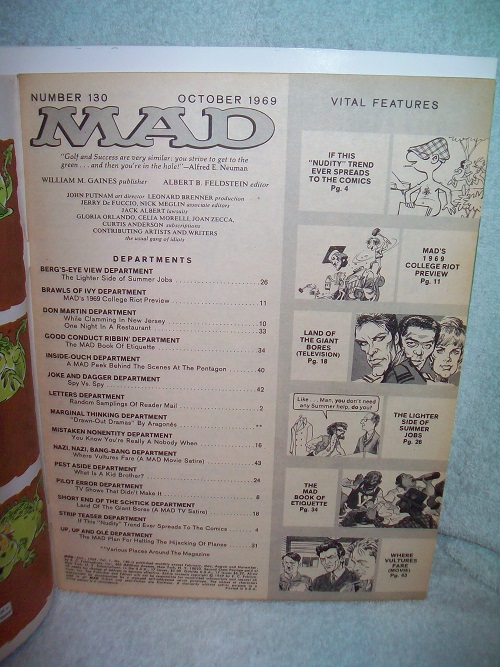 NUMBER 130 OCTOBER 1969
MAD
"Golf and Success are very similar: you strive to get to the
green . . . and then you're in the hole!"—Alfred E. Neuman
WILLIAM M. GAINES publisher ALBERT B. FELDSTEIN editor
JOHN PUTNAM art director LEONARD BRENNER production
JERRY De FUCCIO, NICK MEGLIN associate editors
JACK ALBERT lawsuits
GLORIA ORLANDO, CELIA MORELLI, JOAN ZECCA,
CURTIS ANDERSON subscriptions
CONTRIBUTING ARTISTS AND WRITERS
the usual gang of idiots
DEPARTMENTS
BERG'S-EYE VIEW DEPARTMENT
The Lighter Side of Summer Jobs 26
BRAWLS OF IVY DEPARTMENT
MAD's 1969 College Riot Preview 11
DON MARTIN DEPARTMENT
While Clamming in New Jersey 10
One Night In A Restaurant 33
GOOD CONDUCT RIBBIN' DEPARTMENT
The MAD Book Of Etiquette 34
INSIDE-OUCH DEPARTMENT
A MAD Peek Behind The Scenes At The Pentagon 40
JOKE AND DAGGER DEPARTMENT
Spy Vs. Spy 42
LETTERS DEPARTMENT
Random Samplings Of Reader Mail 2
MARGINAL THINKING DEPARTMENT
"Drawn-Out Dramas" By Aragonés **
MISTAKEN NONENTITY DEPARTMENT
You Know You're Really A Nobody When 16
NAZI, NAZI, BANG-BANG DEPARTMENT
Where Vultures Fare (A MAD Movie Satire) 43
PEST ASIDE DEPARTMENT
What Is A Kid Brother? 24
PILOT ERROR DEPARTMENT
TV Shows That Didn't Make It
SHORT END OF THE SCHTICK DEPARTMENT
Land Of The Giant Bores (A MAD TV Satire) 18
STRIP TEASER DEPARTMENT
If This "Nudity" Trend Ever Spreads To The Comics 4
UP, UP AND OLÉ DEPARTMENT
The MAD Plan For Halting The Hijacking Of Planes
**Various Places Around The Magazine
VITAL FEATURES
IF THIS
"NUDITY" TREND
EVER SPREADS
TO THE COMICS
Pg. 4
MAD'S
1969
COLLEGE RIOT
PREVIEW
Pg. 11
LAND OF
THE GIANT
BORES
(TELEVISION)
Pg. 18
Like . . . Man, you don't need
any Summer help, do you?
THE LIGHTER
SIDE OF
SUMMER
JOBS
Pg. 26
THE
MAD
BOOK OF
ETIQUETTE
Pg. 34
WHERE
VULTURES
FARE
(MOVIE)
Pg. 43